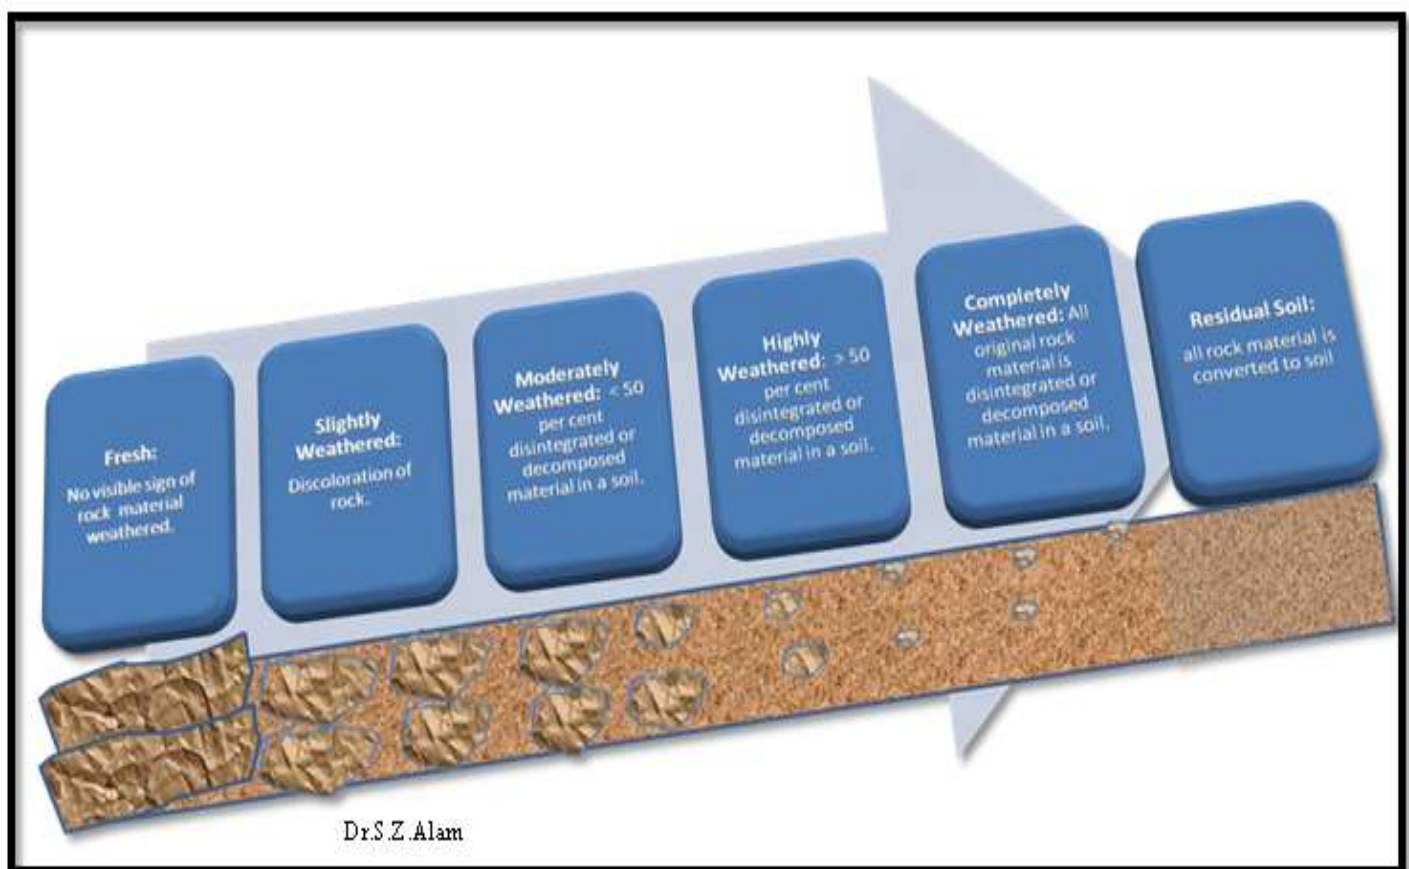 Fresh:
No visible sign of
rock material
weathered.
Slightly
Weathered:
Discoloration of
rock.
Moderately
Weathered: < 50
per cent
disintegrated or
decomposed
material in a soil.
Highly
Weathered: > 50
per cent
disintegrated or
decomposed
material in a soil.
Completely
Weathered: All
original rock
material is
disintegrated or
decomposed
material in a soil.
Residual Soil:
all rock material is
converted to soil
Dr.S.Z.Alam